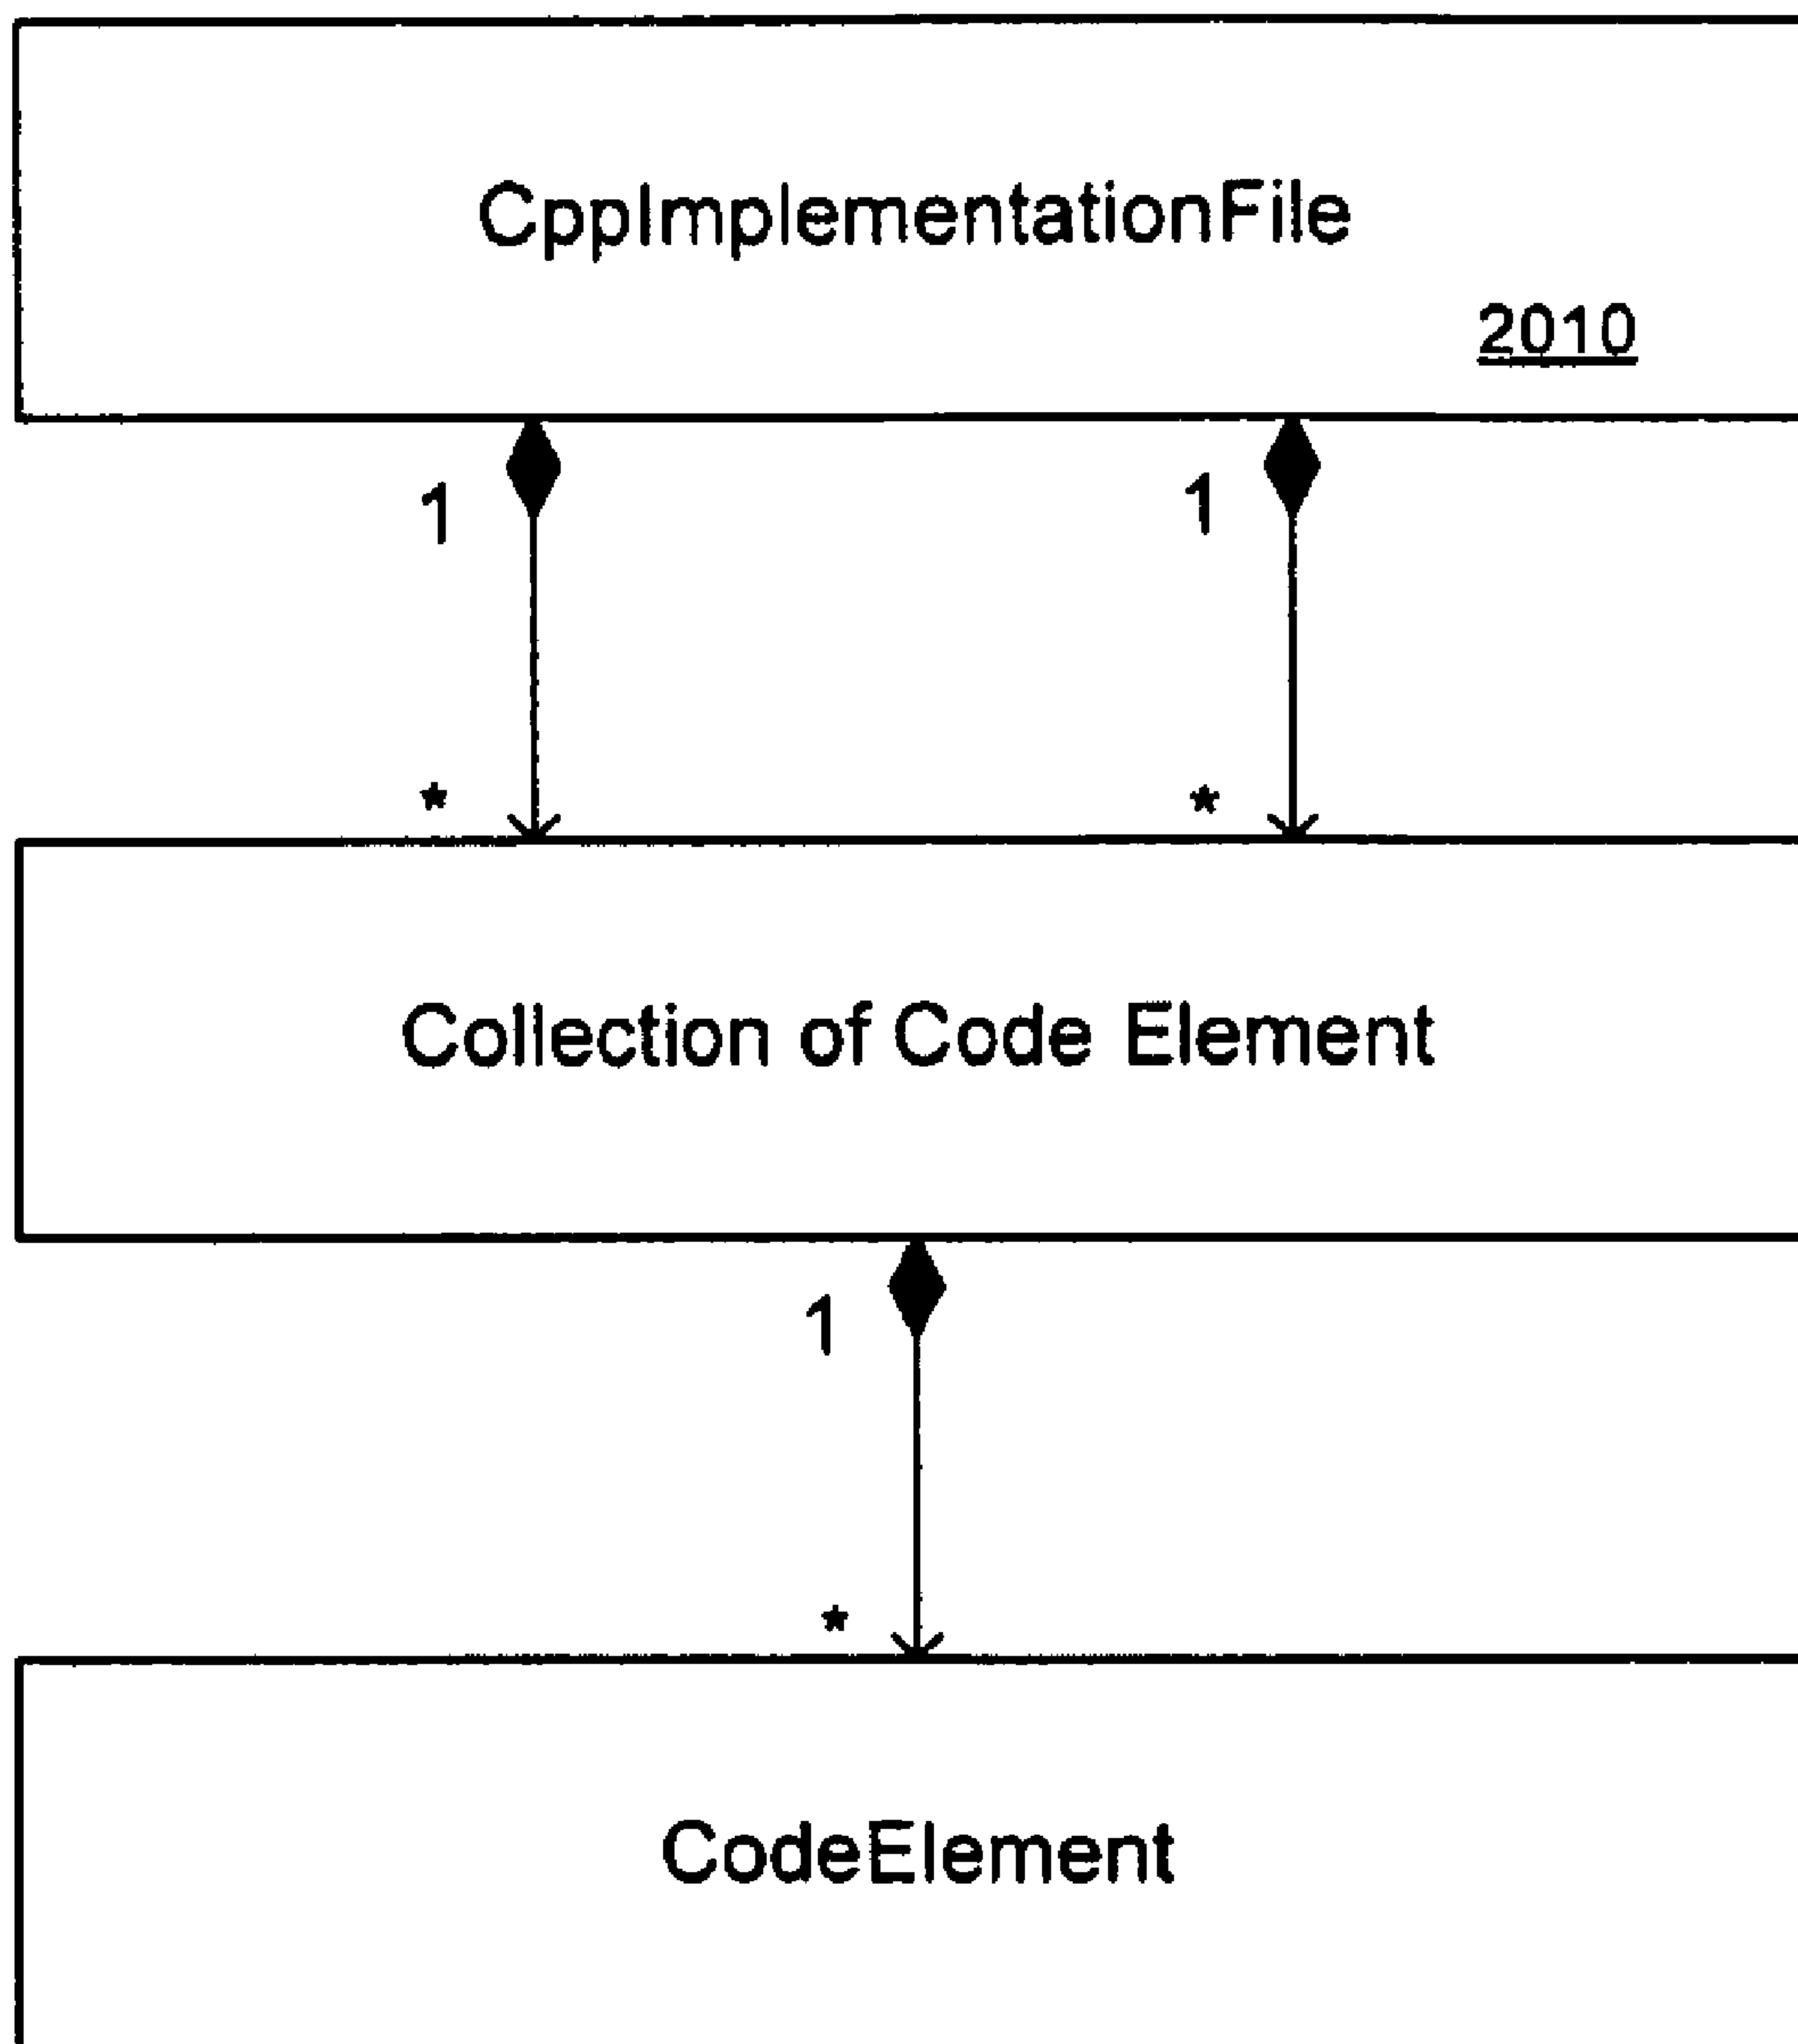 CppImplementationFile
2010
1 1
* *
Collection of Code Element
1
*
CodeElement